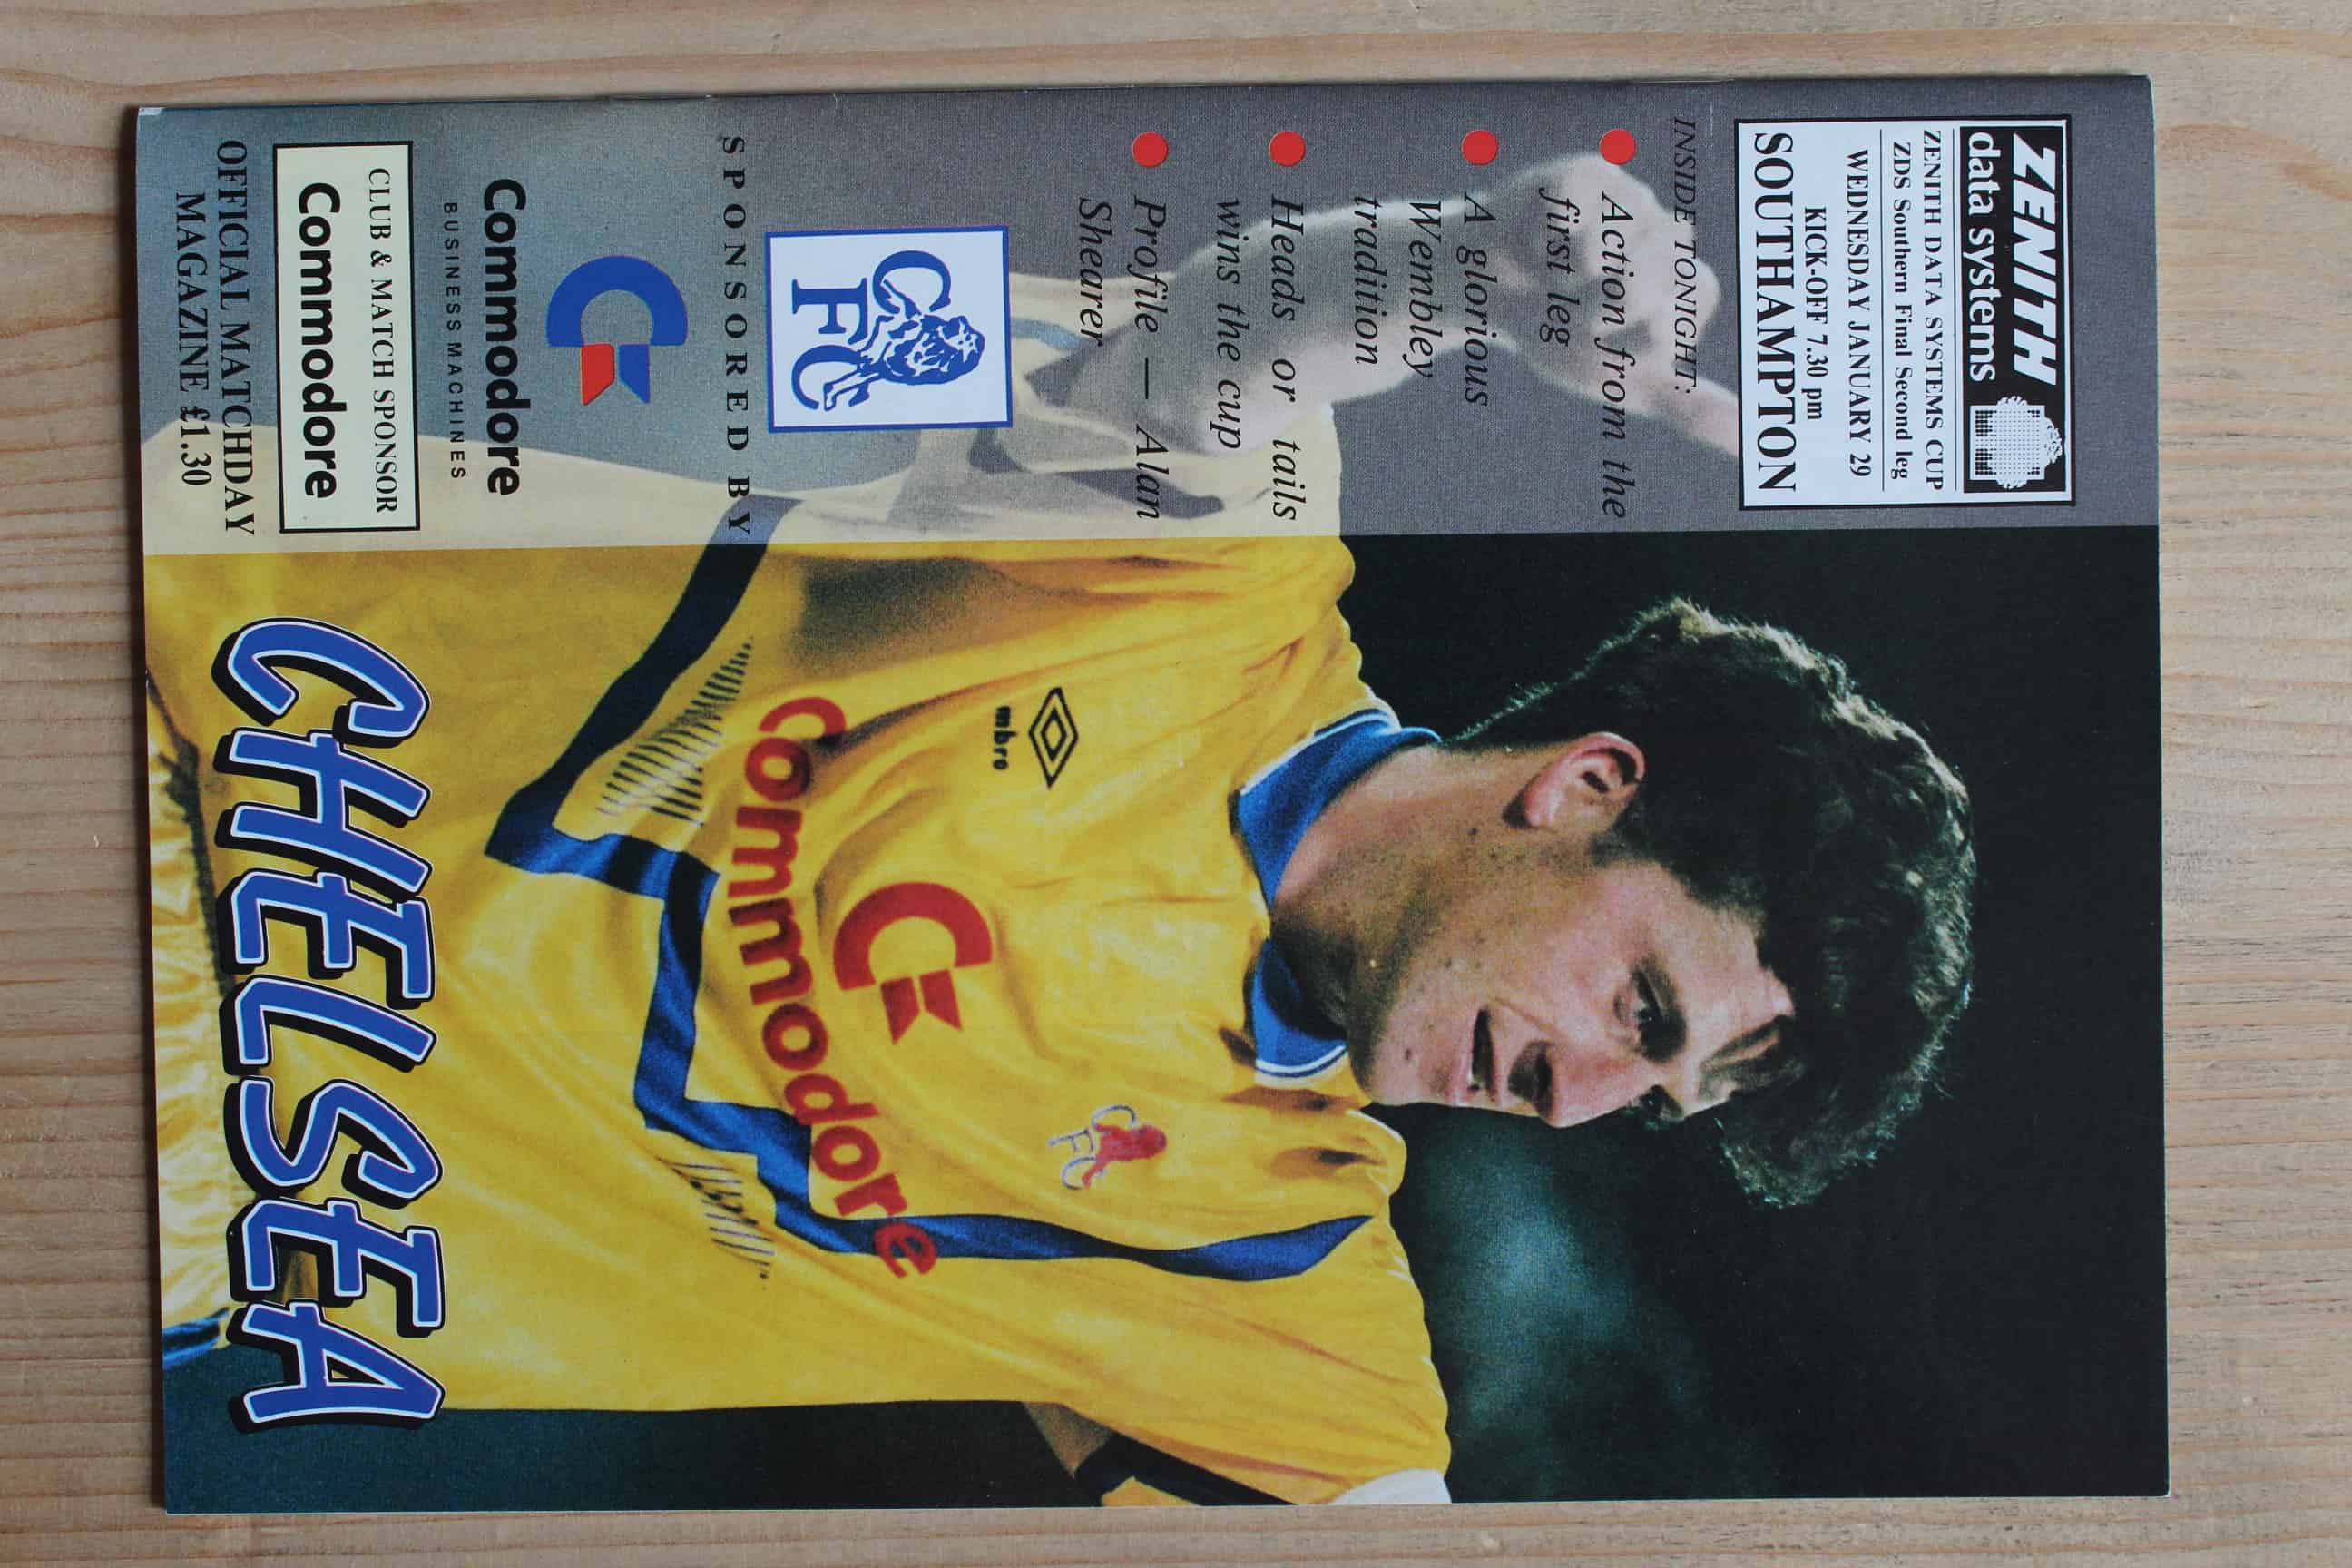 ZENITH
data systems
ZENITH DATA SYSTEMS CUP
ZDS Southern Final Second leg
WEDNESDAY JANUARY 29
KICK-OFF 7.30 pm
SOUTHAMPTON
INSIDE TONIGHT:
Action from the
first leg
A glorious
Wembley
tradition
Heads or tails
wins the cup
Profile — Alan
Shearer
CFC
SPONSORED BY
Commodore
BUSINESS MACHINES
CLUB & MATCH SPONSOR
Commodore
OFFICIAL MATCHDAY
MAGAZINE £1.30
umbro
CFC
Commodore
CHELSEA